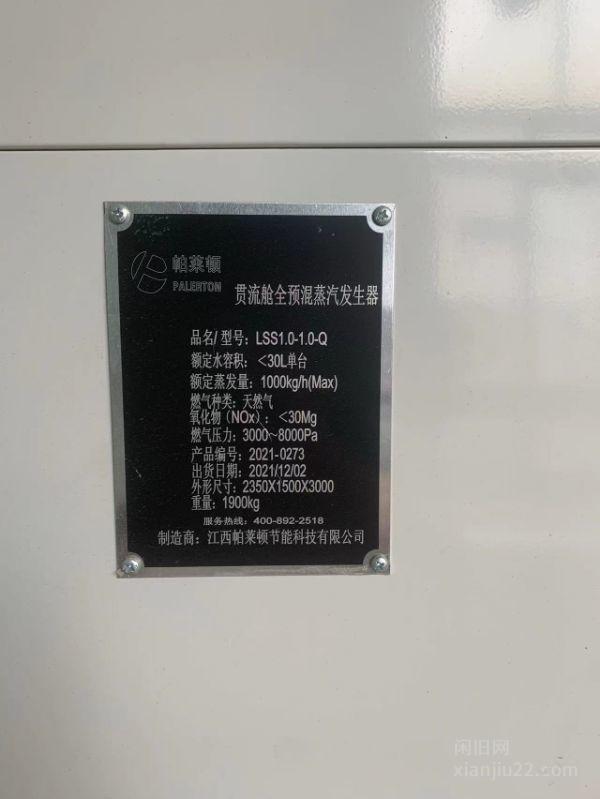 帕莱顿
PALERTON
贯流舱全预混蒸汽发生器
品名/型号：LSS1.0-1.0-Q
额定水容积：＜30L单台
额定蒸发量：1000kg/h(Max)
燃气种类：天然气
氧化物（NOx）：＜30Mg
燃气压力：3000～8000Pa
产品编号：2021-0273
出货日期：2021/12/02
外形尺寸：2350X1500X3000
重量：1900kg
服务热线：400-892-2518
制造商：江西帕莱顿节能科技有限公司
闲旧网
xianjiu22.com